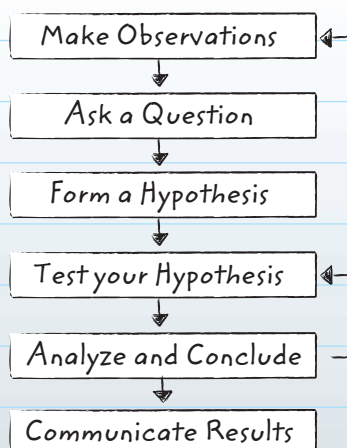 Make Observations
Ask a Question
Form a Hypothesis
Test your Hypothesis
Analyze and Conclude
Communicate Results